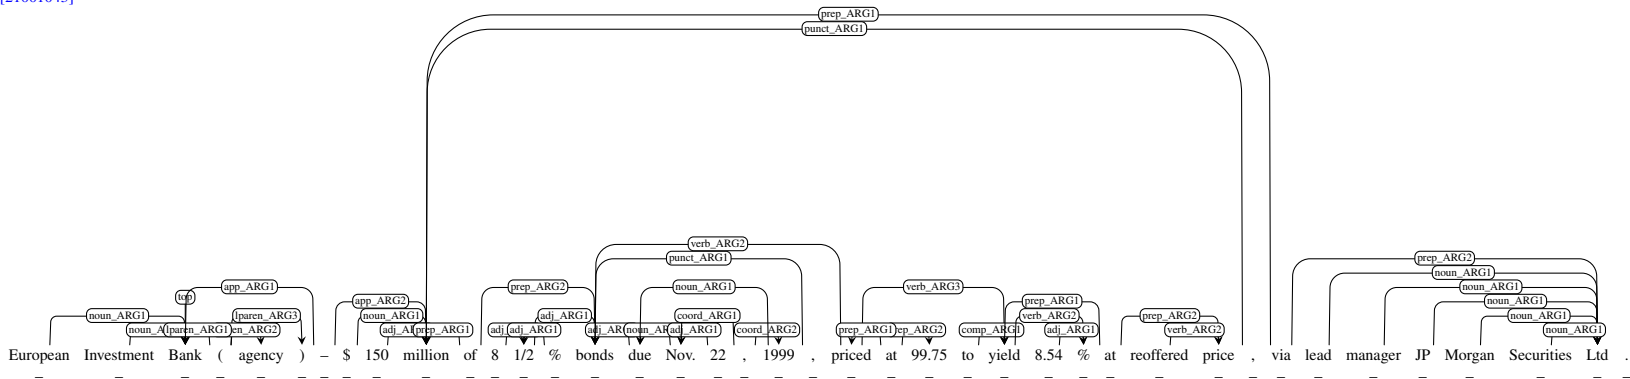 prep_ARG1
punct_ARG1
verb_ARG2
punct_ARG1
prep_ARG2
noun_ARG1
app_ARG1
prep_ARG2
noun_ARG1
verb_ARG3
noun_ARG1
top
app_ARG2
prep_ARG1
noun_ARG1
noun_ARG1
lparen_ARG3
noun_ARG1
adj_ARG1
coord_ARG1
verb_ARG2
prep_ARG2
noun_ARG1
lparen_ARG1
prep_ARG1
adj_ARG1
adj_ARG1
coord_ARG2
prep_ARG1
comp_ARG1
adj_ARG1
verb_ARG2
noun_ARG1
European Investment Bank ( agency ) – $ 150 million of 8 1/2 % bonds due Nov. 22 , 1999 , priced at 99.75 to yield 8.54 % at reoffered price , via lead manager JP Morgan Securities Ltd .
_ _ _ _ _ _ _ _ _ _ _ _ _ _ _ _ _ _ _ _ _ _ _ _ _ _ _ _ _ _ _ _ _ _ _ _ _ _ _ _